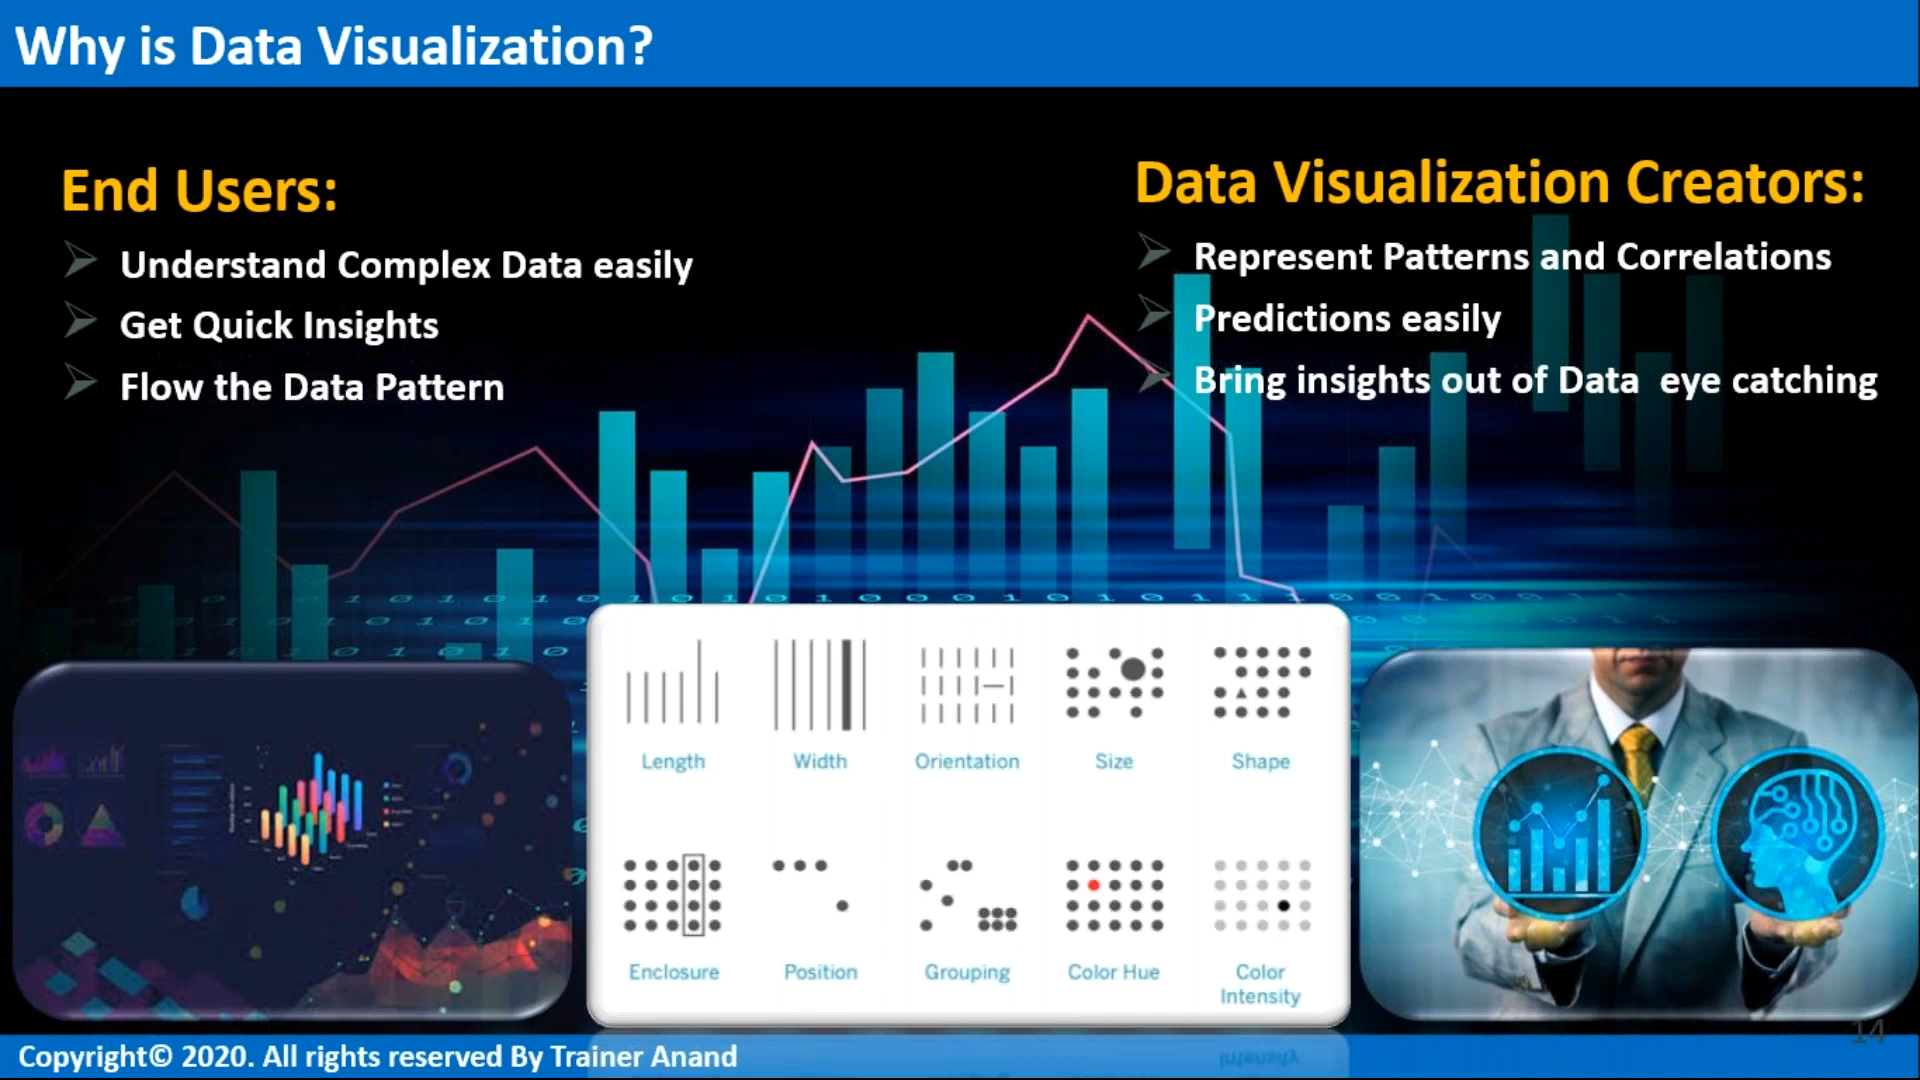 Why is Data Visualization?
End Users:
Understand Complex Data easily
Get Quick Insights
Flow the Data Pattern
Data Visualization Creators:
Represent Patterns and Correlations
Predictions easily
Bring insights out of Data eye catching
Length
Width
Orientation
Size
Shape
Enclosure
Position
Grouping
Color Hue
Color
Intensity
14
Copyright© 2020. All rights reserved By Trainer Anand